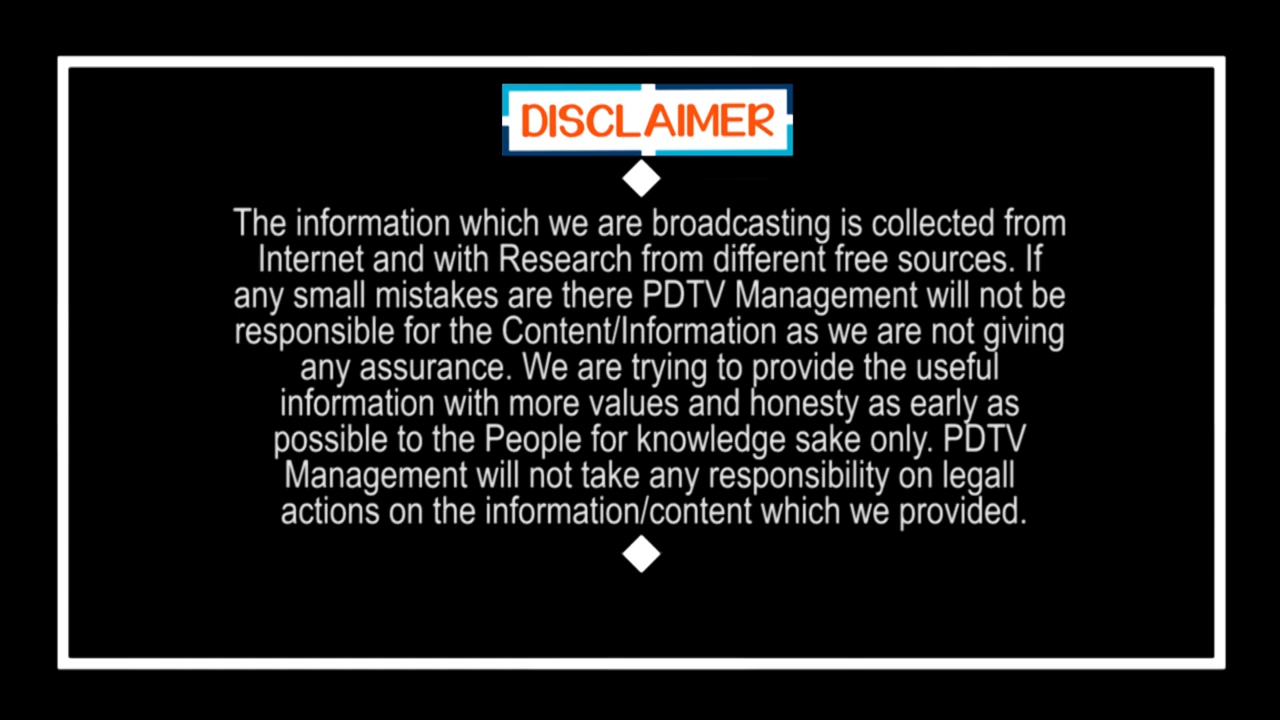 DISCLAIMER
The information which we are broadcasting is collected from
Internet and with Research from different free sources. If
any small mistakes are there PDTV Management will not be
responsible for the Content/Information as we are not giving
any assurance. We are trying to provide the useful
information with more values and honesty as early as
possible to the People for knowledge sake only. PDTV
Management will not take any responsibility on legall
actions on the information/content which we provided.